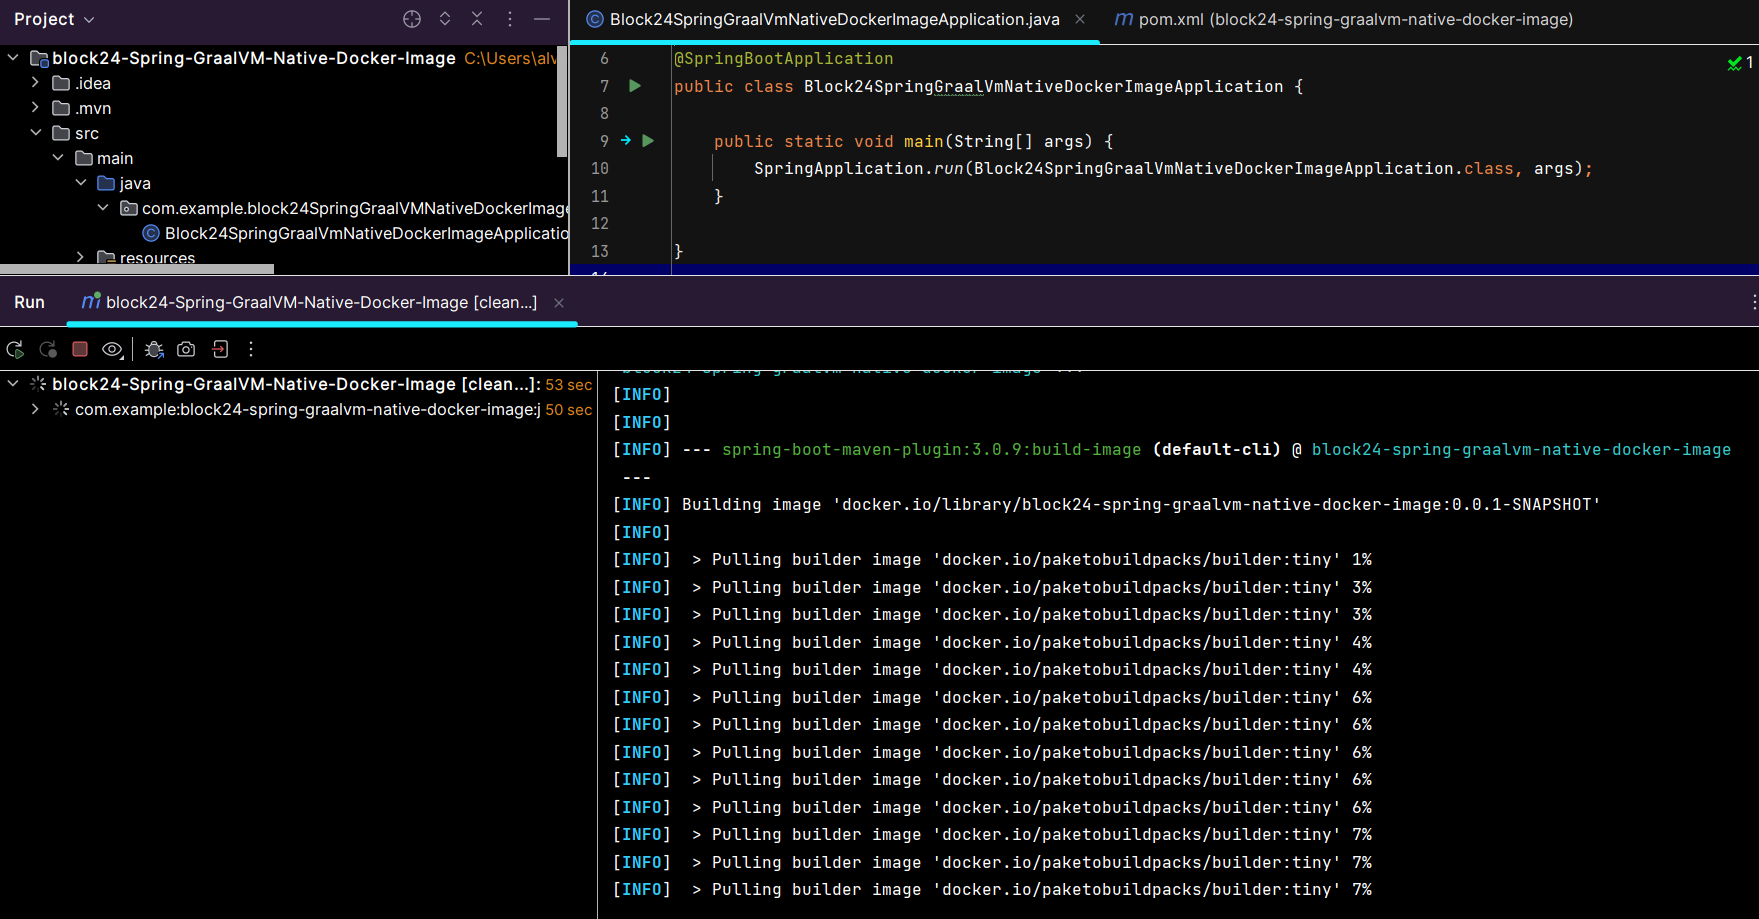 Project
block24-Spring-GraalVM-Native-Docker-Image C:\Users\alv
.idea
.mvn
src
main
java
com.example.block24SpringGraalVMNativeDockerImage
Block24SpringGraalVmNativeDockerImageApplicatio
resources
Block24SpringGraalVmNativeDockerImageApplication.java
pom.xml (block24-spring-graalvm-native-docker-image)
1
6 @SpringBootApplication
7 public class Block24SpringGraalVmNativeDockerImageApplication {
8
9 public static void main(String[] args) {
10 SpringApplication.run(Block24SpringGraalVmNativeDockerImageApplication.class, args);
11 }
12
13 }
14
Run block24-Spring-GraalVM-Native-Docker-Image [clean...]
block24-Spring-GraalVM-Native-Docker-Image [clean...]: 53 sec
com.example:block24-spring-graalvm-native-docker-image:j 50 sec
[INFO]
[INFO]
[INFO] --- spring-boot-maven-plugin:3.0.9:build-image (default-cli) @ block24-spring-graalvm-native-docker-image
---
[INFO] Building image 'docker.io/library/block24-spring-graalvm-native-docker-image:0.0.1-SNAPSHOT'
[INFO]
[INFO]  > Pulling builder image 'docker.io/paketobuildpacks/builder:tiny' 1%
[INFO]  > Pulling builder image 'docker.io/paketobuildpacks/builder:tiny' 3%
[INFO]  > Pulling builder image 'docker.io/paketobuildpacks/builder:tiny' 3%
[INFO]  > Pulling builder image 'docker.io/paketobuildpacks/builder:tiny' 4%
[INFO]  > Pulling builder image 'docker.io/paketobuildpacks/builder:tiny' 4%
[INFO]  > Pulling builder image 'docker.io/paketobuildpacks/builder:tiny' 6%
[INFO]  > Pulling builder image 'docker.io/paketobuildpacks/builder:tiny' 6%
[INFO]  > Pulling builder image 'docker.io/paketobuildpacks/builder:tiny' 6%
[INFO]  > Pulling builder image 'docker.io/paketobuildpacks/builder:tiny' 6%
[INFO]  > Pulling builder image 'docker.io/paketobuildpacks/builder:tiny' 6%
[INFO]  > Pulling builder image 'docker.io/paketobuildpacks/builder:tiny' 7%
[INFO]  > Pulling builder image 'docker.io/paketobuildpacks/builder:tiny' 7%
[INFO]  > Pulling builder image 'docker.io/paketobuildpacks/builder:tiny' 7%